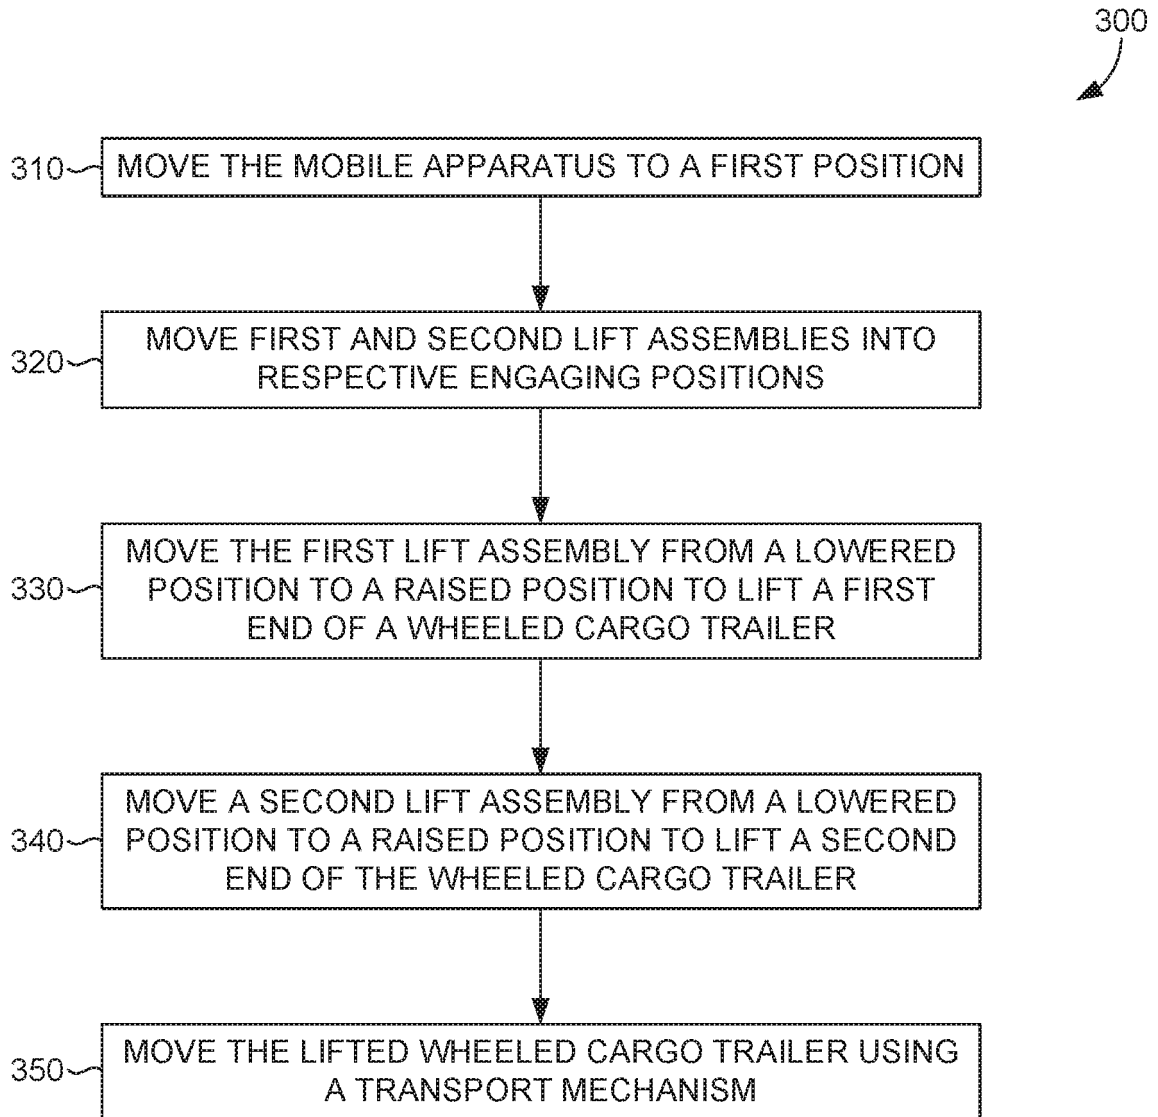 300
310
MOVE THE MOBILE APPARATUS TO A FIRST POSITION
320
MOVE FIRST AND SECOND LIFT ASSEMBLIES INTO
RESPECTIVE ENGAGING POSITIONS
330
MOVE THE FIRST LIFT ASSEMBLY FROM A LOWERED
POSITION TO A RAISED POSITION TO LIFT A FIRST
END OF A WHEELED CARGO TRAILER
340
MOVE A SECOND LIFT ASSEMBLY FROM A LOWERED
POSITION TO A RAISED POSITION TO LIFT A SECOND
END OF THE WHEELED CARGO TRAILER
350
MOVE THE LIFTED WHEELED CARGO TRAILER USING
A TRANSPORT MECHANISM